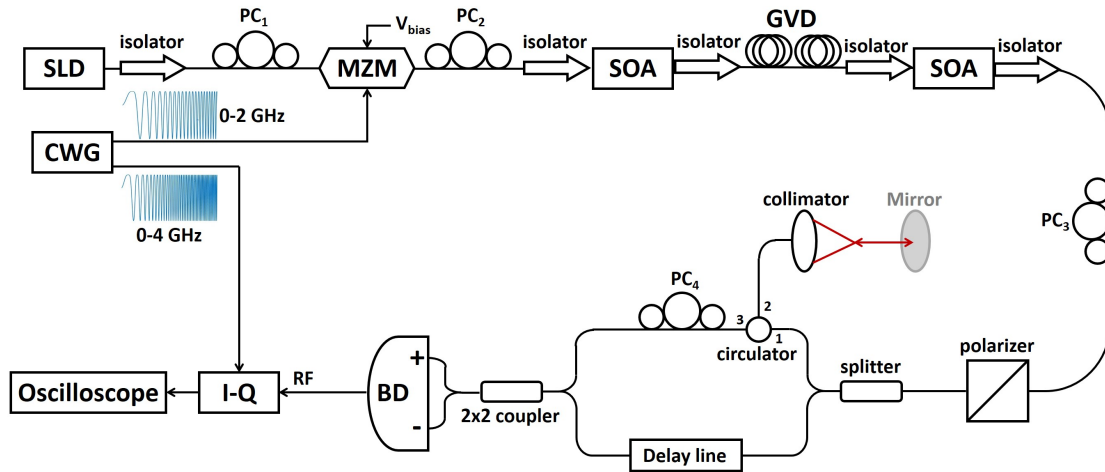 PC₁
V_bias
PC₂
GVD
isolator
isolator
isolator
isolator
isolator
SLD
MZM
SOA
SOA
0-2 GHz
CWG
0-4 GHz
collimator
Mirror
PC₃
PC₄
3
2
1
circulator
splitter
polarizer
Oscilloscope
I-Q
RF
BD
+
-
2x2 coupler
Delay line